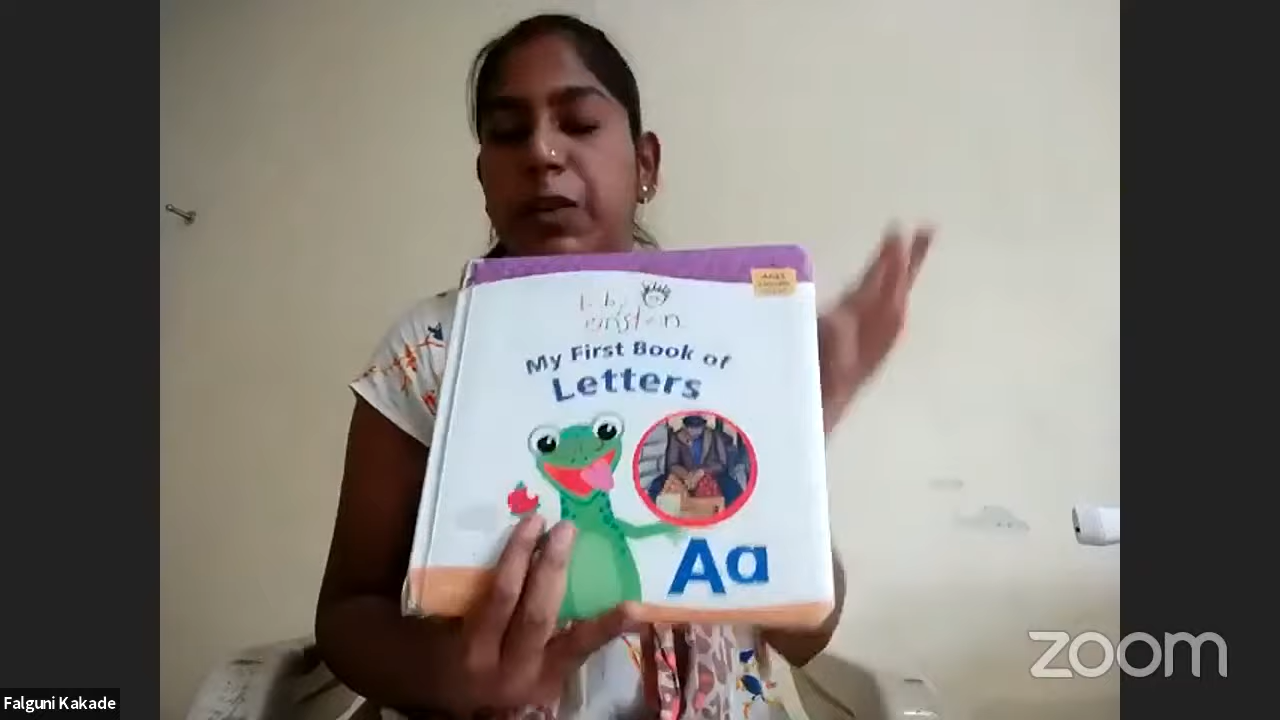 baby
einstein
My First Book of
Letters
Aa
zoom
Falguni Kakade